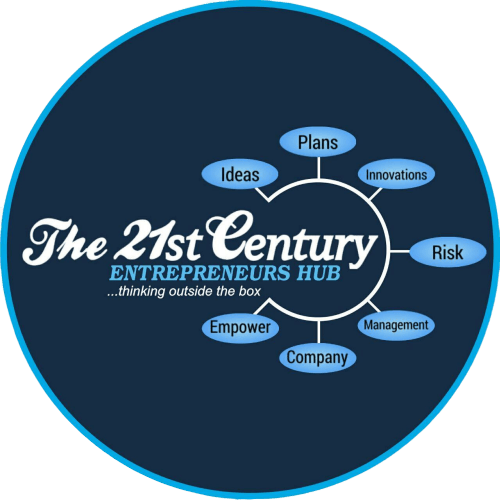 Plans
Ideas
Innovations
The 21st Century
Risk
ENTREPRENEURS HUB
...thinking outside the box
Empower
Management
Company